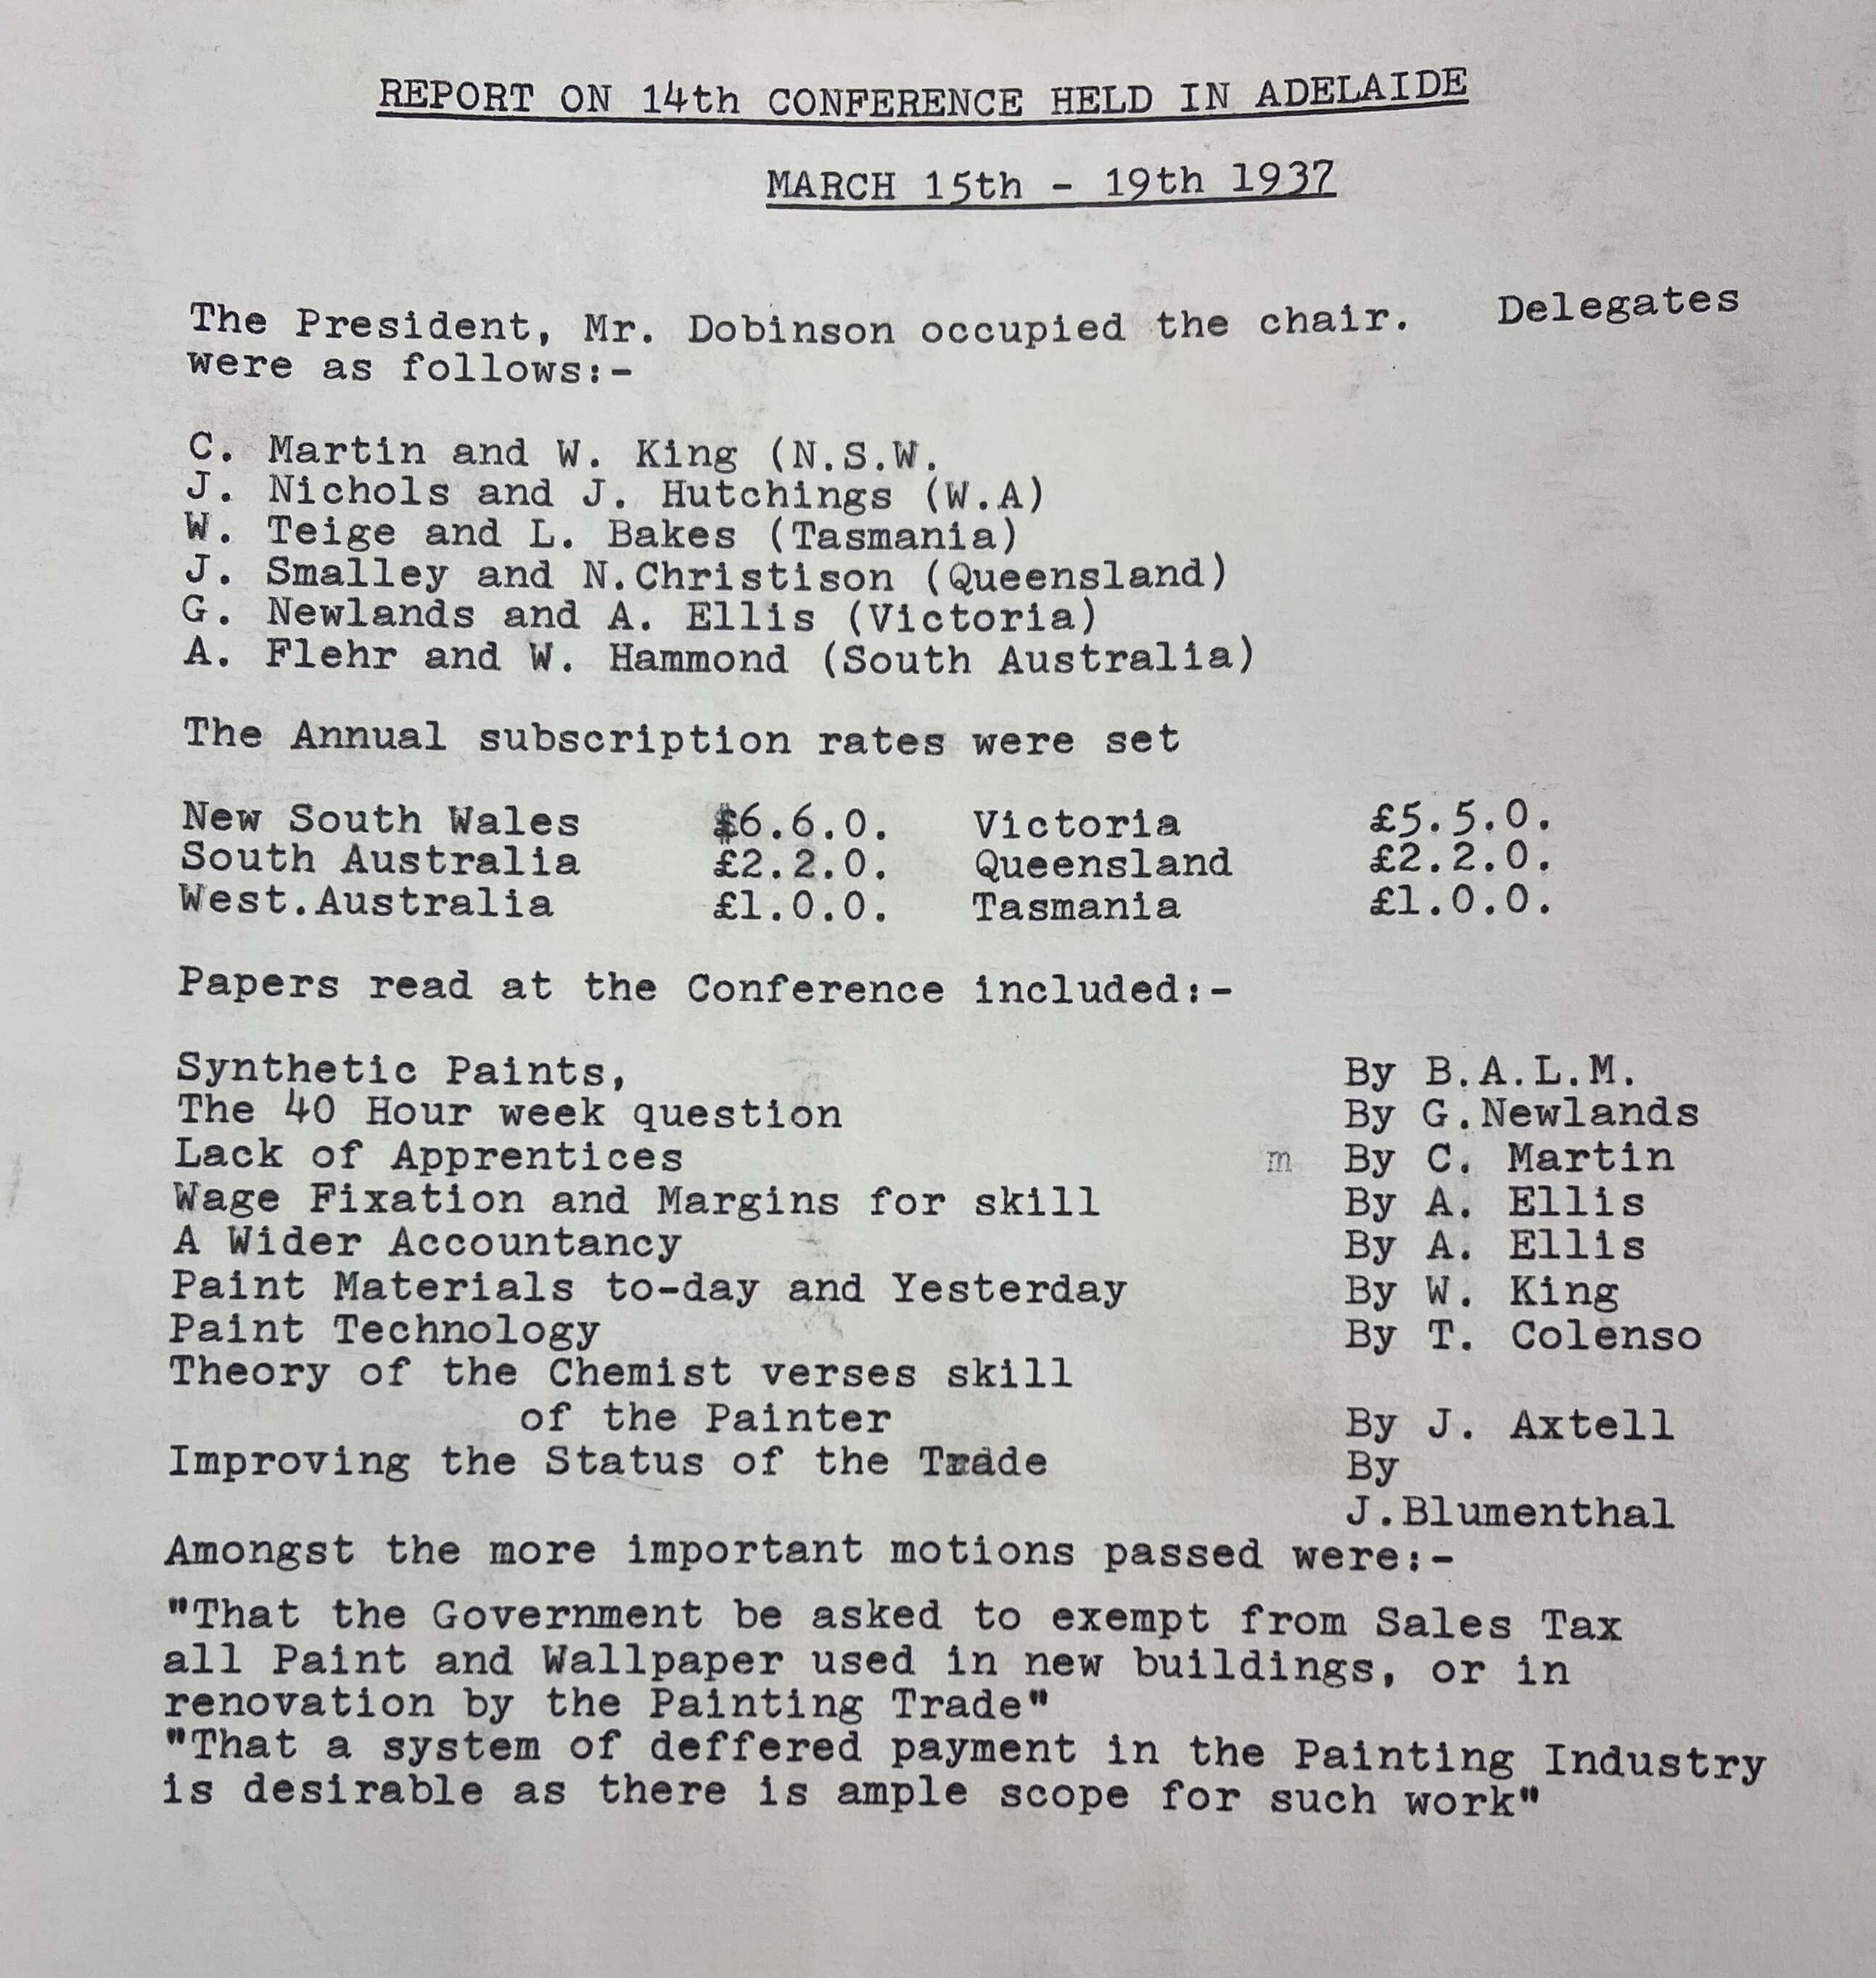 REPORT ON 14th CONFERENCE HELD IN ADELAIDE
MARCH 15th - 19th 1937
The President, Mr. Dobinson occupied the chair. Delegates
were as follows:-
C. Martin and W. King (N.S.W.
J. Nichols and J. Hutchings (W.A)
W. Teige and L. Bakes (Tasmania)
J. Smalley and N.Christison (Queensland)
G. Newlands and A. Ellis (Victoria)
A. Flehr and W. Hammond (South Australia)
The Annual subscription rates were set
New South Wales £6.6.0. Victoria £5.5.0.
South Australia £2.2.0. Queensland £2.2.0.
West.Australia £1.0.0. Tasmania £1.0.0.
Papers read at the Conference included:-
Synthetic Paints, By B.A.L.M.
The 40 Hour week question By G.Newlands
Lack of Apprentices m By C. Martin
Wage Fixation and Margins for skill By A. Ellis
A Wider Accountancy By A. Ellis
Paint Materials to-day and Yesterday By W. King
Paint Technology By T. Colenso
Theory of the Chemist verses skill
of the Painter By J. Axtell
Improving the Status of the Trade By
J.Blumenthal
Amongst the more important motions passed were:-
"That the Government be asked to exempt from Sales Tax
all Paint and Wallpaper used in new buildings, or in
renovation by the Painting Trade"
"That a system of deffered payment in the Painting Industry
is desirable as there is ample scope for such work"